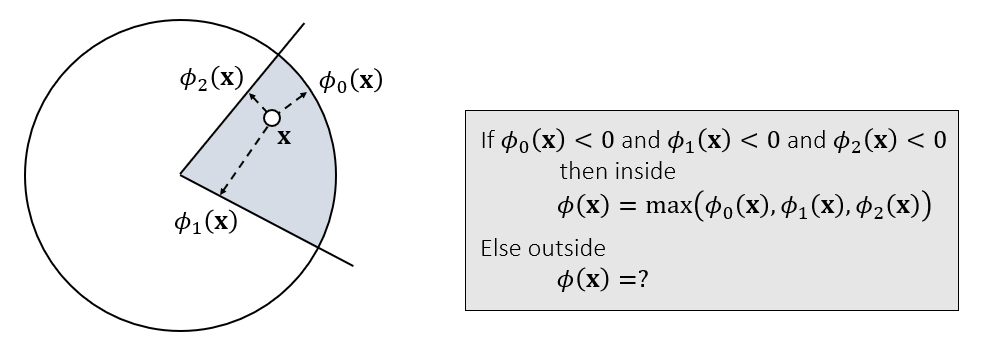 ϕ₂(𝐱)
ϕ₀(𝐱)
𝐱
ϕ₁(𝐱)
If ϕ₀(𝐱) < 0 and ϕ₁(𝐱) < 0 and ϕ₂(𝐱) < 0
then inside
ϕ(𝐱) = max(ϕ₀(𝐱), ϕ₁(𝐱), ϕ₂(𝐱))
Else outside
ϕ(𝐱) =?